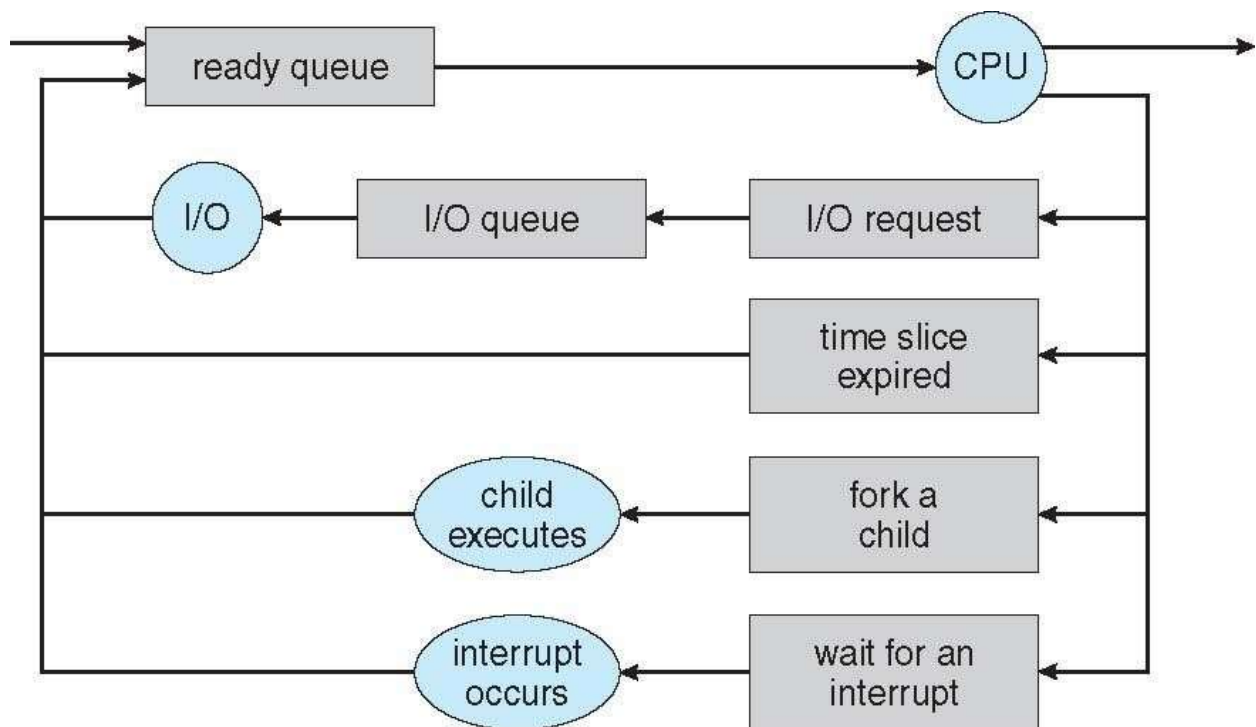 ready queue
CPU
I/O
I/O queue
I/O request
time slice
expired
child
executes
fork a
child
interrupt
occurs
wait for an
interrupt